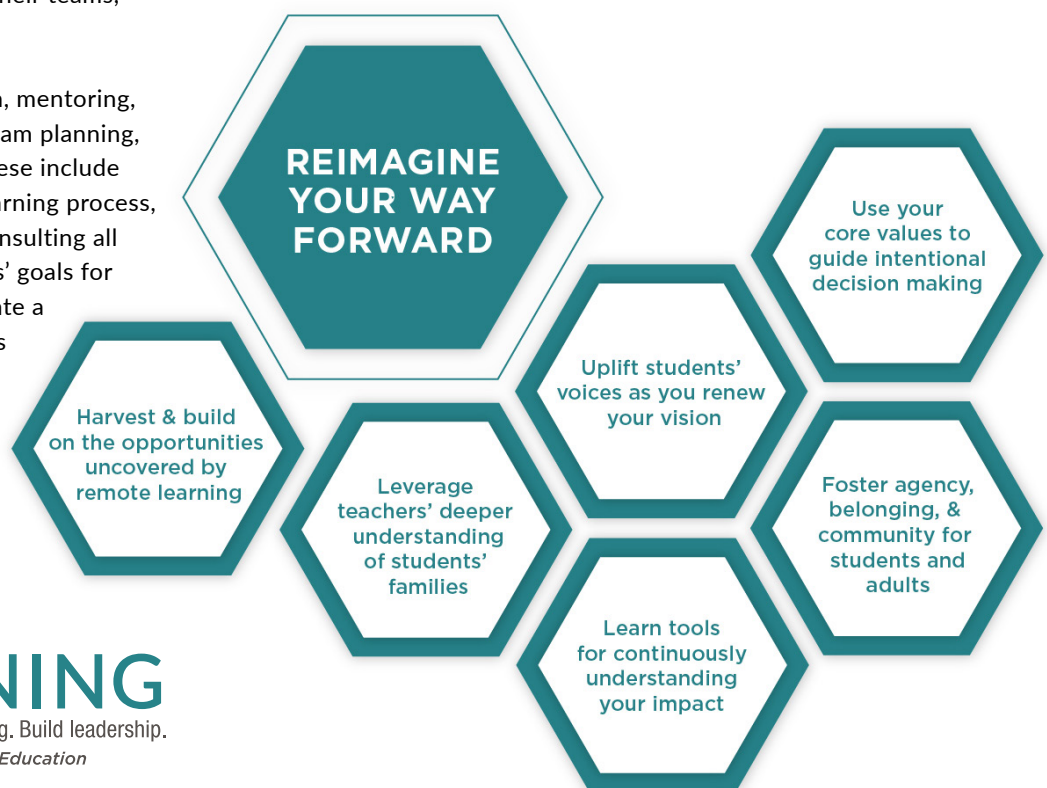 heir teams,
, mentoring,
am planning,
ese include
rning process,
nsulting all
s’ goals for
te a
s
REIMAGINE
YOUR WAY
FORWARD
Use your
core values to
guide intentional
decision making
Uplift students’
voices as you renew
your vision
Harvest & build
on the opportunities
uncovered by
remote learning
Leverage
teachers’ deeper
understanding
of students’
families
Foster agency,
belonging, &
community for
students and
adults
Learn tools
for continuously
understanding
your impact
NING
g. Build leadership.
Education